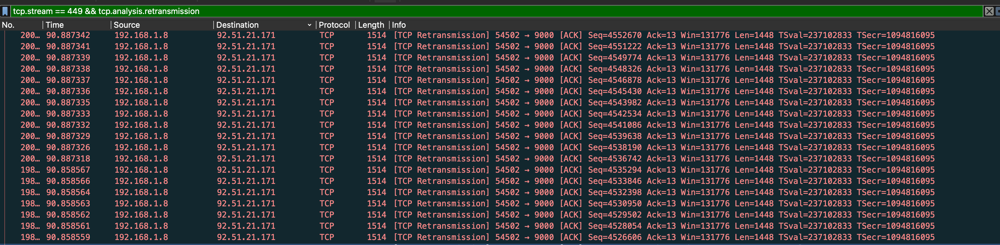 tcp.stream == 449 && tcp.analysis.retransmission
No. Time Source Destination Protocol Length Info
200… 90.887342 192.168.1.8 92.51.21.171 TCP 1514 [TCP Retransmission] 54502 → 9000 [ACK] Seq=4552670 Ack=13 Win=131776 Len=1448 TSval=237102833 TSecr=1094816095
200… 90.887341 192.168.1.8 92.51.21.171 TCP 1514 [TCP Retransmission] 54502 → 9000 [ACK] Seq=4551222 Ack=13 Win=131776 Len=1448 TSval=237102833 TSecr=1094816095
200… 90.887339 192.168.1.8 92.51.21.171 TCP 1514 [TCP Retransmission] 54502 → 9000 [ACK] Seq=4549774 Ack=13 Win=131776 Len=1448 TSval=237102833 TSecr=1094816095
200… 90.887338 192.168.1.8 92.51.21.171 TCP 1514 [TCP Retransmission] 54502 → 9000 [ACK] Seq=4548326 Ack=13 Win=131776 Len=1448 TSval=237102833 TSecr=1094816095
200… 90.887337 192.168.1.8 92.51.21.171 TCP 1514 [TCP Retransmission] 54502 → 9000 [ACK] Seq=4546878 Ack=13 Win=131776 Len=1448 TSval=237102833 TSecr=1094816095
200… 90.887336 192.168.1.8 92.51.21.171 TCP 1514 [TCP Retransmission] 54502 → 9000 [ACK] Seq=4545430 Ack=13 Win=131776 Len=1448 TSval=237102833 TSecr=1094816095
200… 90.887335 192.168.1.8 92.51.21.171 TCP 1514 [TCP Retransmission] 54502 → 9000 [ACK] Seq=4543982 Ack=13 Win=131776 Len=1448 TSval=237102833 TSecr=1094816095
200… 90.887333 192.168.1.8 92.51.21.171 TCP 1514 [TCP Retransmission] 54502 → 9000 [ACK] Seq=4542534 Ack=13 Win=131776 Len=1448 TSval=237102833 TSecr=1094816095
200… 90.887332 192.168.1.8 92.51.21.171 TCP 1514 [TCP Retransmission] 54502 → 9000 [ACK] Seq=4541086 Ack=13 Win=131776 Len=1448 TSval=237102833 TSecr=1094816095
200… 90.887329 192.168.1.8 92.51.21.171 TCP 1514 [TCP Retransmission] 54502 → 9000 [ACK] Seq=4539638 Ack=13 Win=131776 Len=1448 TSval=237102833 TSecr=1094816095
200… 90.887326 192.168.1.8 92.51.21.171 TCP 1514 [TCP Retransmission] 54502 → 9000 [ACK] Seq=4538190 Ack=13 Win=131776 Len=1448 TSval=237102833 TSecr=1094816095
200… 90.887318 192.168.1.8 92.51.21.171 TCP 1514 [TCP Retransmission] 54502 → 9000 [ACK] Seq=4536742 Ack=13 Win=131776 Len=1448 TSval=237102833 TSecr=1094816095
198… 90.858567 192.168.1.8 92.51.21.171 TCP 1514 [TCP Retransmission] 54502 → 9000 [ACK] Seq=4535294 Ack=13 Win=131776 Len=1448 TSval=237102833 TSecr=1094816095
198… 90.858566 192.168.1.8 92.51.21.171 TCP 1514 [TCP Retransmission] 54502 → 9000 [ACK] Seq=4533846 Ack=13 Win=131776 Len=1448 TSval=237102833 TSecr=1094816095
198… 90.858564 192.168.1.8 92.51.21.171 TCP 1514 [TCP Retransmission] 54502 → 9000 [ACK] Seq=4532398 Ack=13 Win=131776 Len=1448 TSval=237102833 TSecr=1094816095
198… 90.858563 192.168.1.8 92.51.21.171 TCP 1514 [TCP Retransmission] 54502 → 9000 [ACK] Seq=4530950 Ack=13 Win=131776 Len=1448 TSval=237102833 TSecr=1094816095
198… 90.858562 192.168.1.8 92.51.21.171 TCP 1514 [TCP Retransmission] 54502 → 9000 [ACK] Seq=4529502 Ack=13 Win=131776 Len=1448 TSval=237102833 TSecr=1094816095
198… 90.858561 192.168.1.8 92.51.21.171 TCP 1514 [TCP Retransmission] 54502 → 9000 [ACK] Seq=4528054 Ack=13 Win=131776 Len=1448 TSval=237102833 TSecr=1094816095
198… 90.858559 192.168.1.8 92.51.21.171 TCP 1514 [TCP Retransmission] 54502 → 9000 [ACK] Seq=4526606 Ack=13 Win=131776 Len=1448 TSval=237102833 TSecr=1094816095